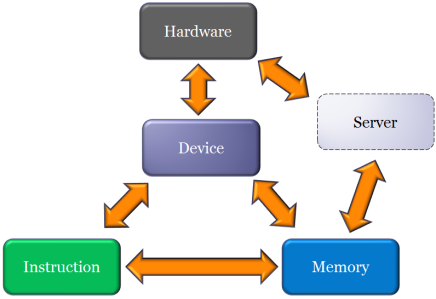 Hardware
Server
Device
Instruction
Memory